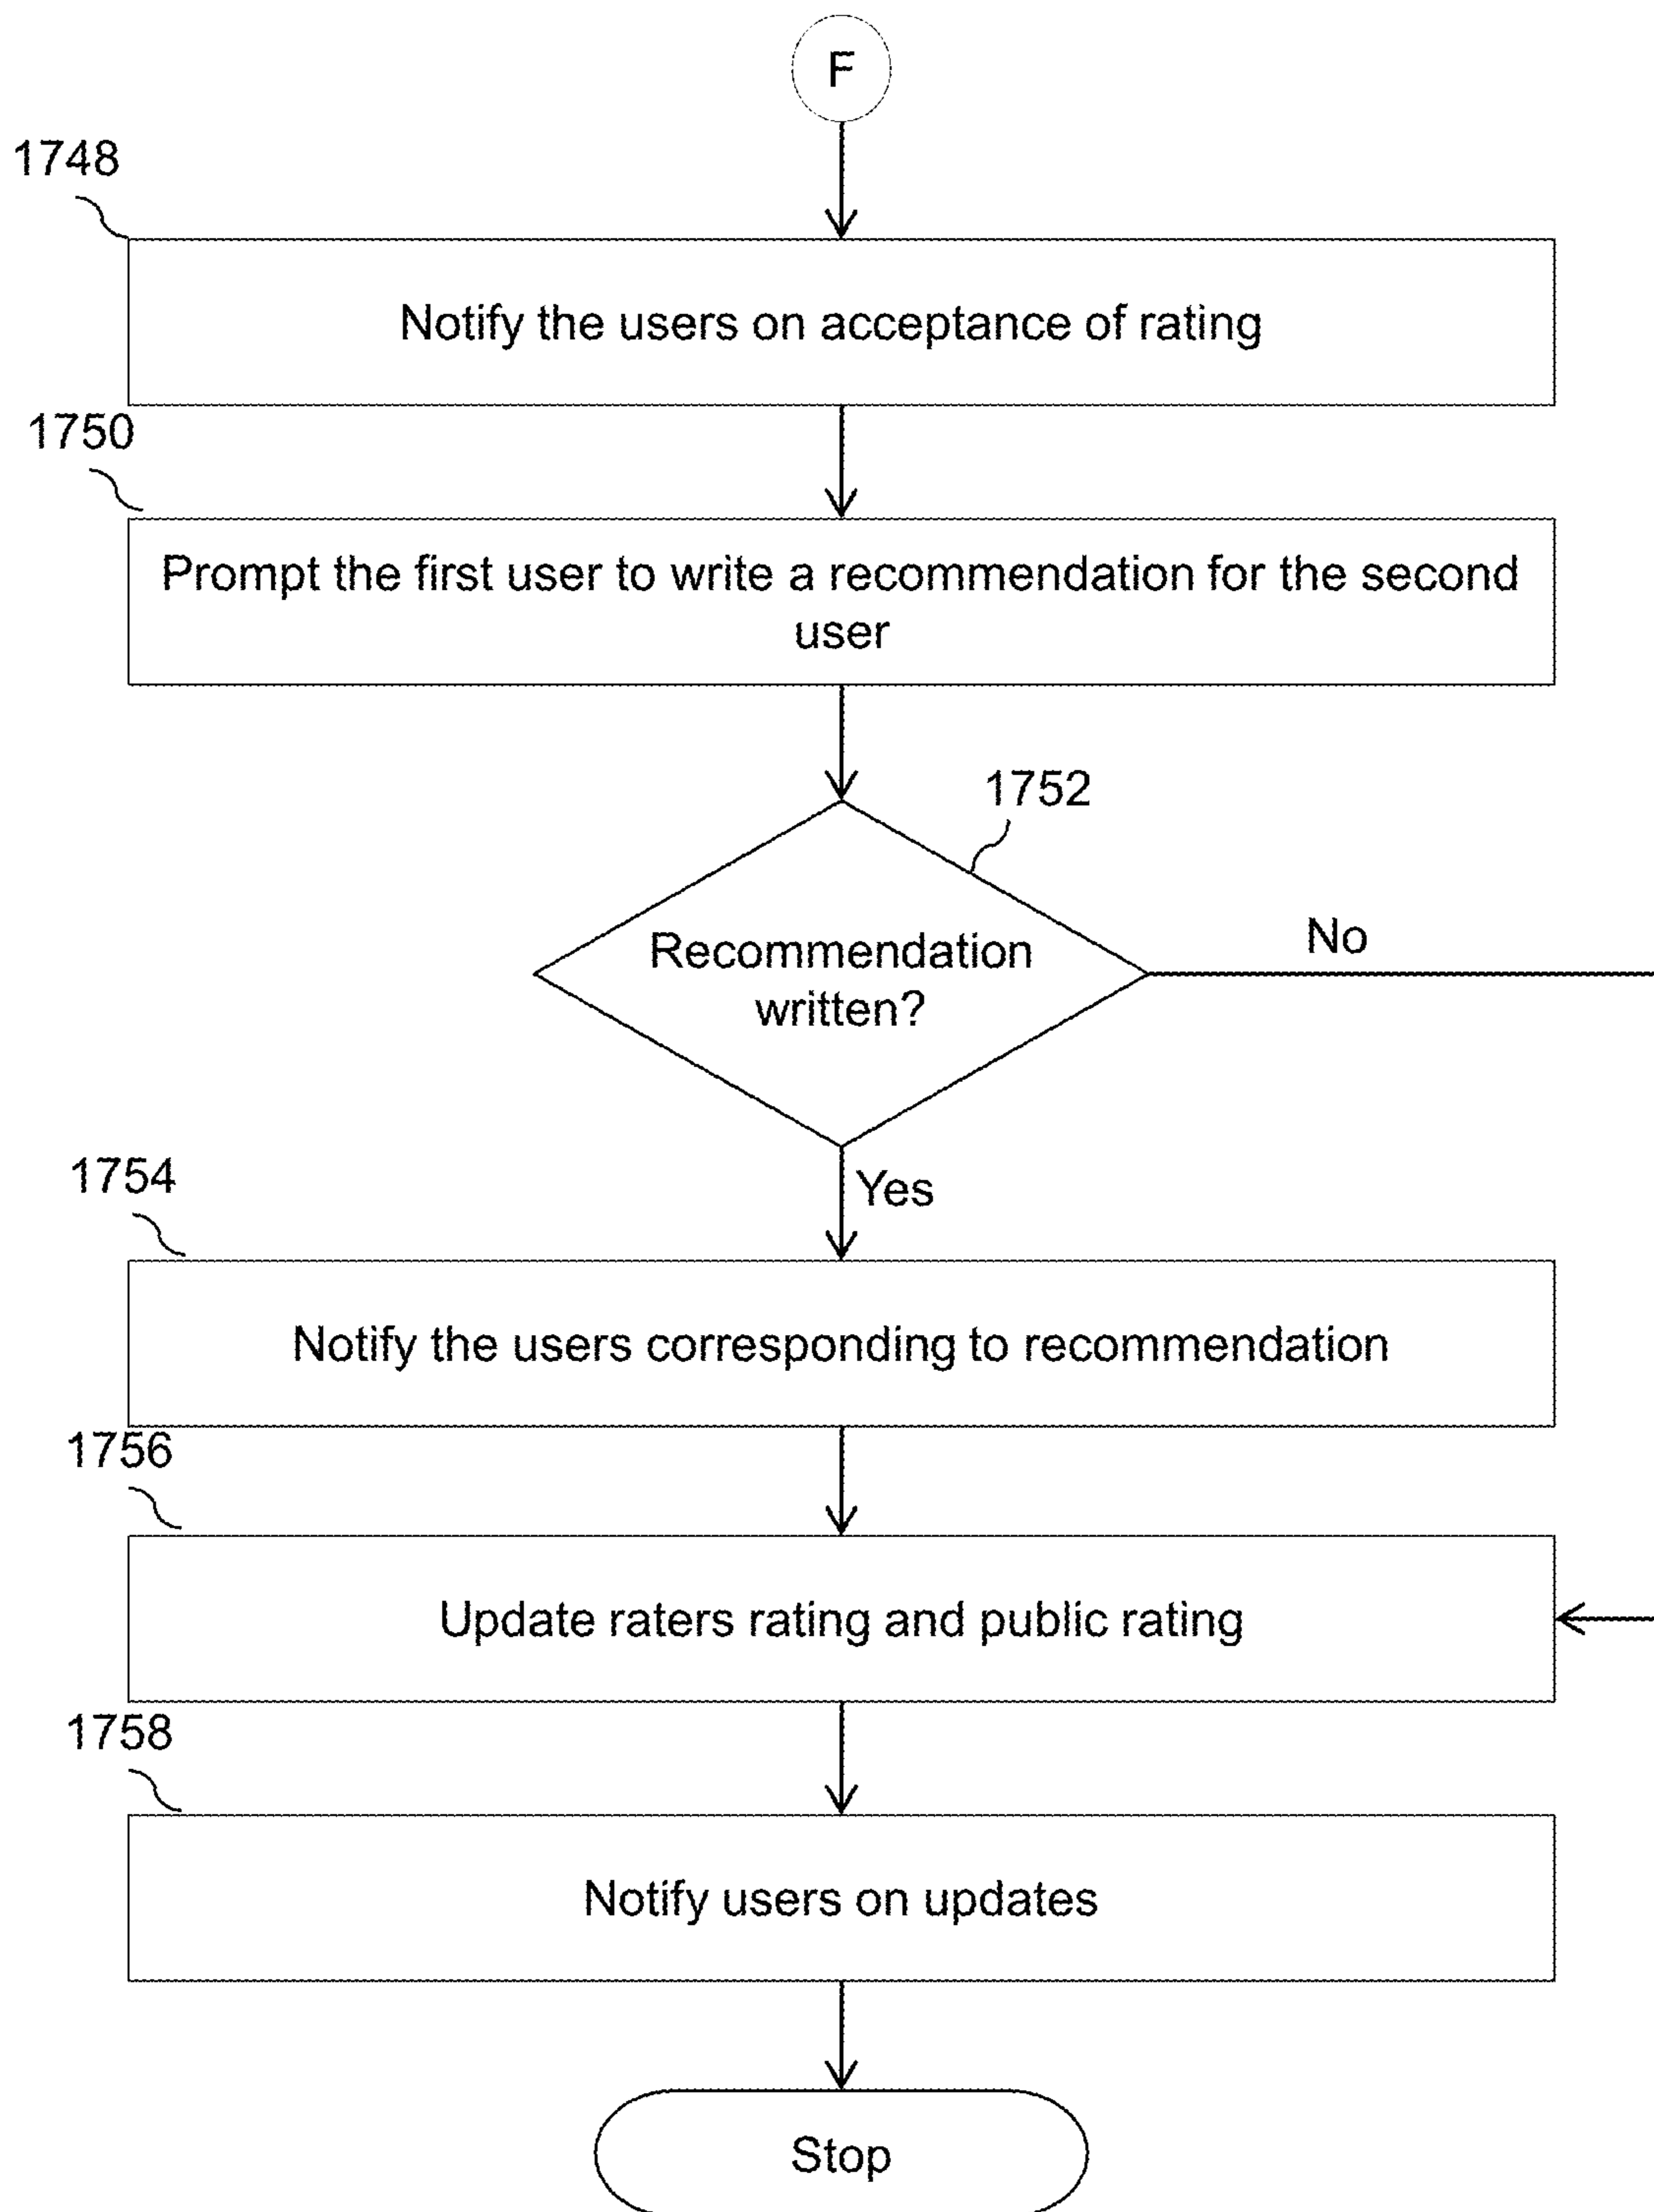 F
1748
Notify the users on acceptance of rating
1750
Prompt the first user to write a recommendation for the second
user
1752
Recommendation
written?
No
Yes
1754
Notify the users corresponding to recommendation
1756
Update raters rating and public rating
1758
Notify users on updates
Stop